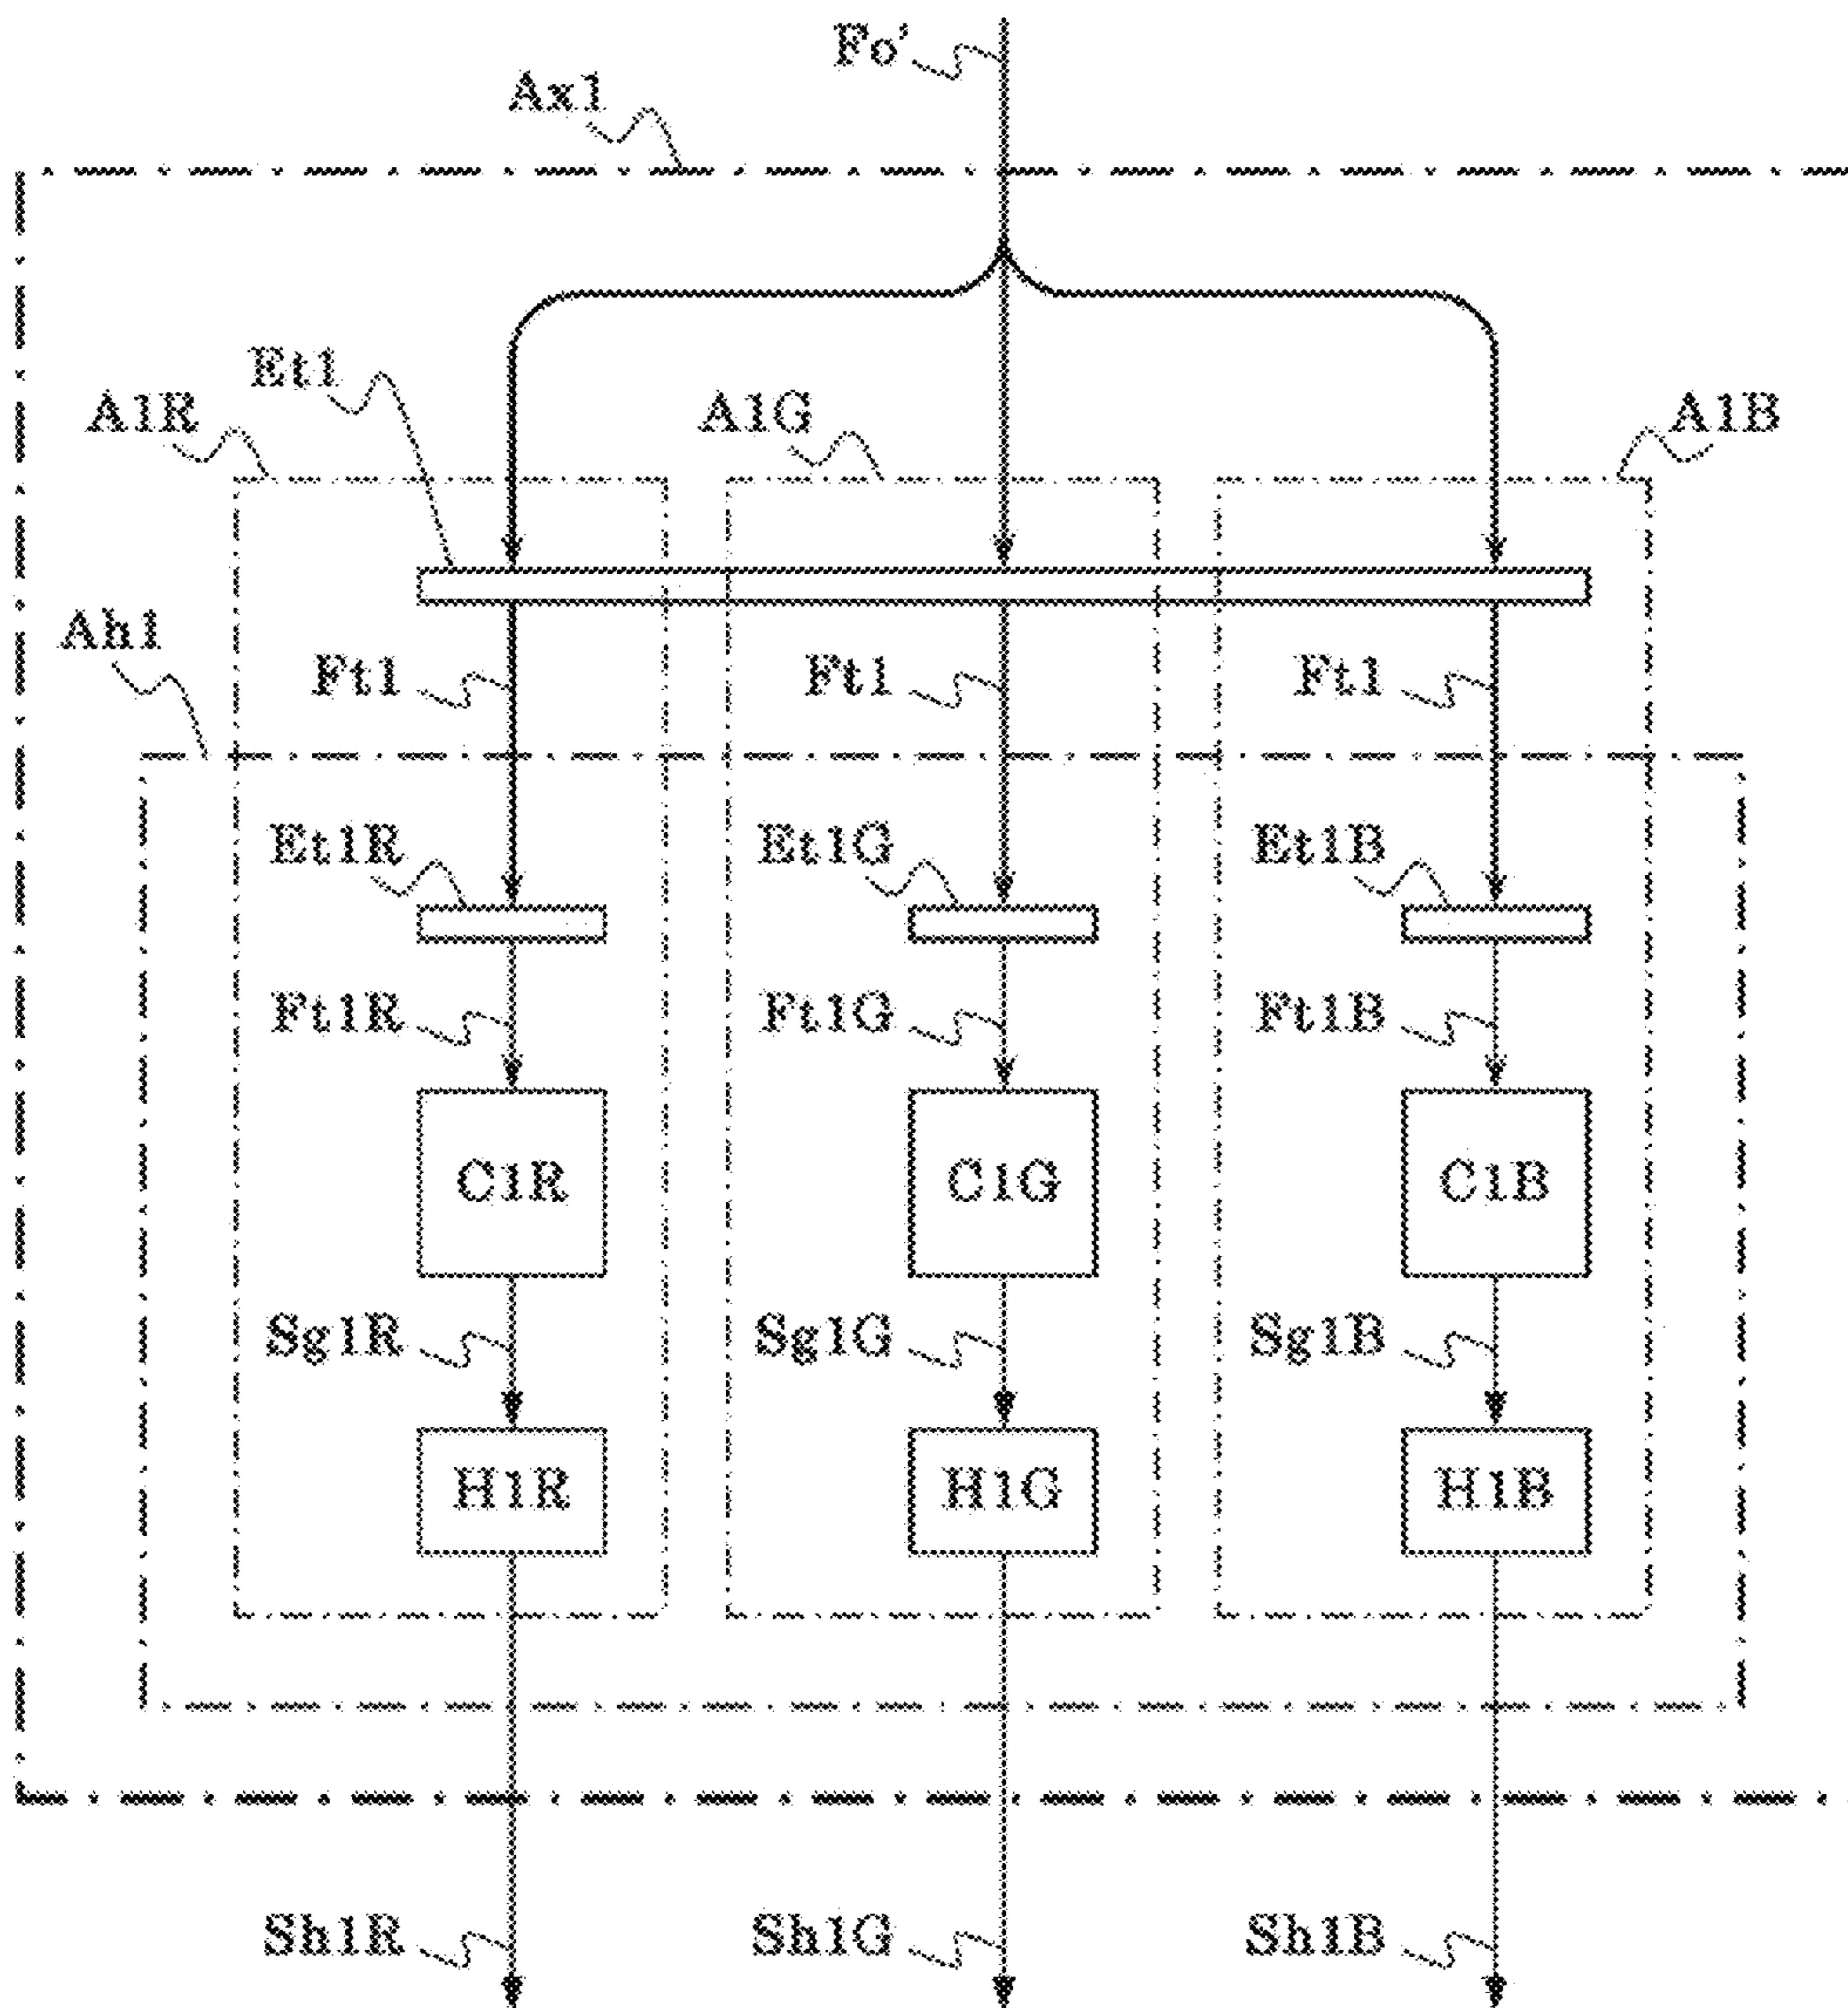 Fo'
Ax1
Et1
A1R
A1G
A1B
Ah1
Ft1
Ft1
Ft1
Et1R
Et1G
Et1B
Ft1R
Ft1G
Ft1B
C1R
C1G
C1B
Sg1R
Sg1G
Sg1B
H1R
H1G
H1B
Sh1R
Sh1G
Sh1B